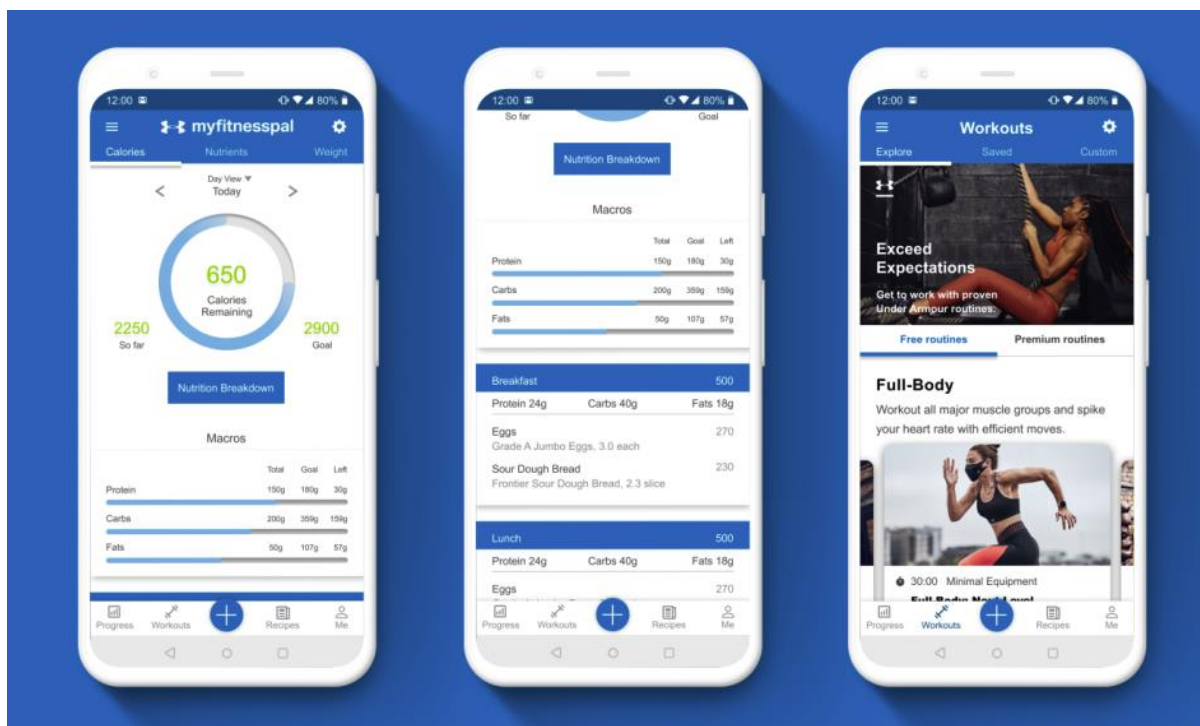 12:00 80%
myfitnesspal
Calories Nutrients Weight
Day View
< Today >
650
Calories
Remaining
2250
So far
2900
Goal
Nutrition Breakdown
Macros
Total Goal Left
Protein 150g 180g 30g
Carbs 200g 359g 159g
Fats 50g 107g 57g
Progress Workouts + Recipes Me
12:00 80%
So far Goal
Nutrition Breakdown
Macros
Total Goal Left
Protein 150g 180g 30g
Carbs 200g 359g 159g
Fats 50g 107g 57g
Breakfast 500
Protein 24g Carbs 40g Fats 18g
Eggs 270
Grade A Jumbo Eggs, 3.0 each
Sour Dough Bread 230
Frontier Sour Dough Bread, 2.3 slice
Lunch 500
Protein 24g Carbs 40g Fats 18g
Eggs 270
Progress Workouts + Recipes Me
12:00 80%
Workouts
Explore Saved Custom
Exceed
Expectations
Get to work with proven
Under Armpur routines.
Free routines Premium routines
Full-Body
Workout all major muscle groups and spike
your heart rate with efficient moves.
30:00 Minimal Equipment
Full-Body: Next Level
Progress Workouts + Recipes Me